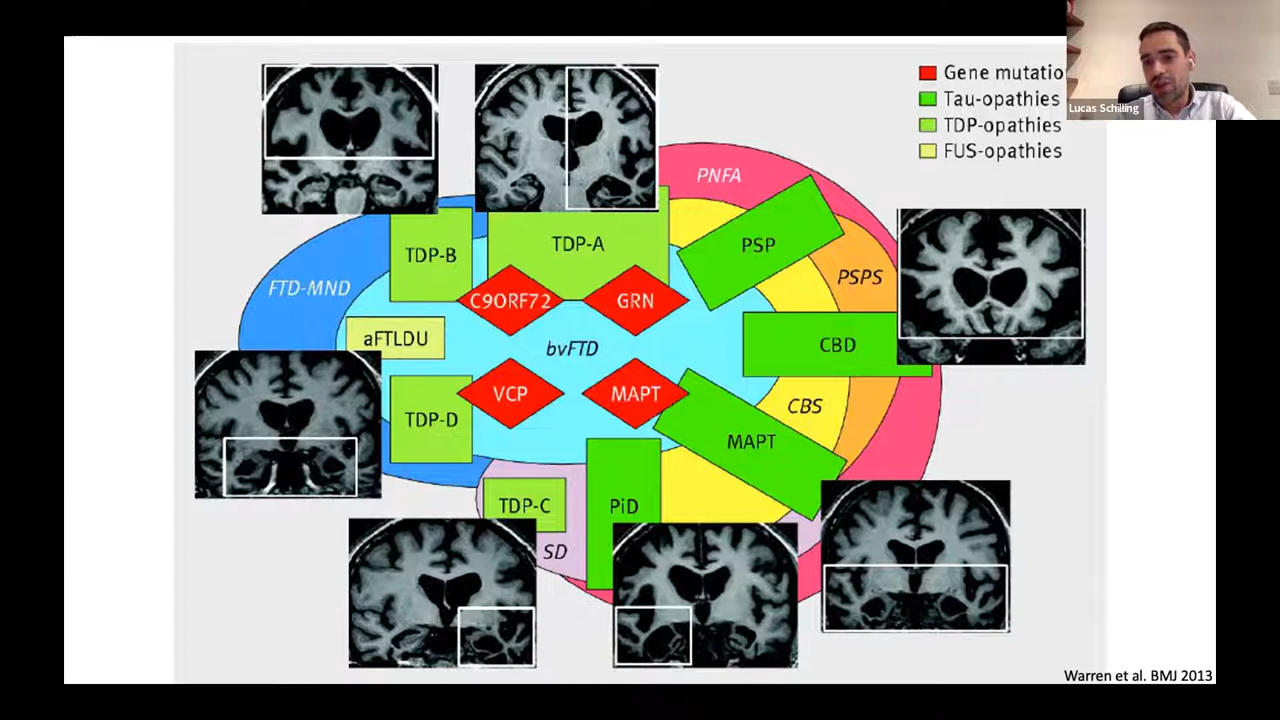 Gene mutatio
Tau-opathies
TDP-opathies
FUS-opathies
Lucas Schilling
PNFA
TDP-B
TDP-A
PSP
FTD-MND
PSPS
C9ORF72
GRN
aFTLDU
bvFTD
CBD
VCP
MAPT
CBS
TDP-D
MAPT
TDP-C
PiD
SD
Warren et al. BMJ 2013